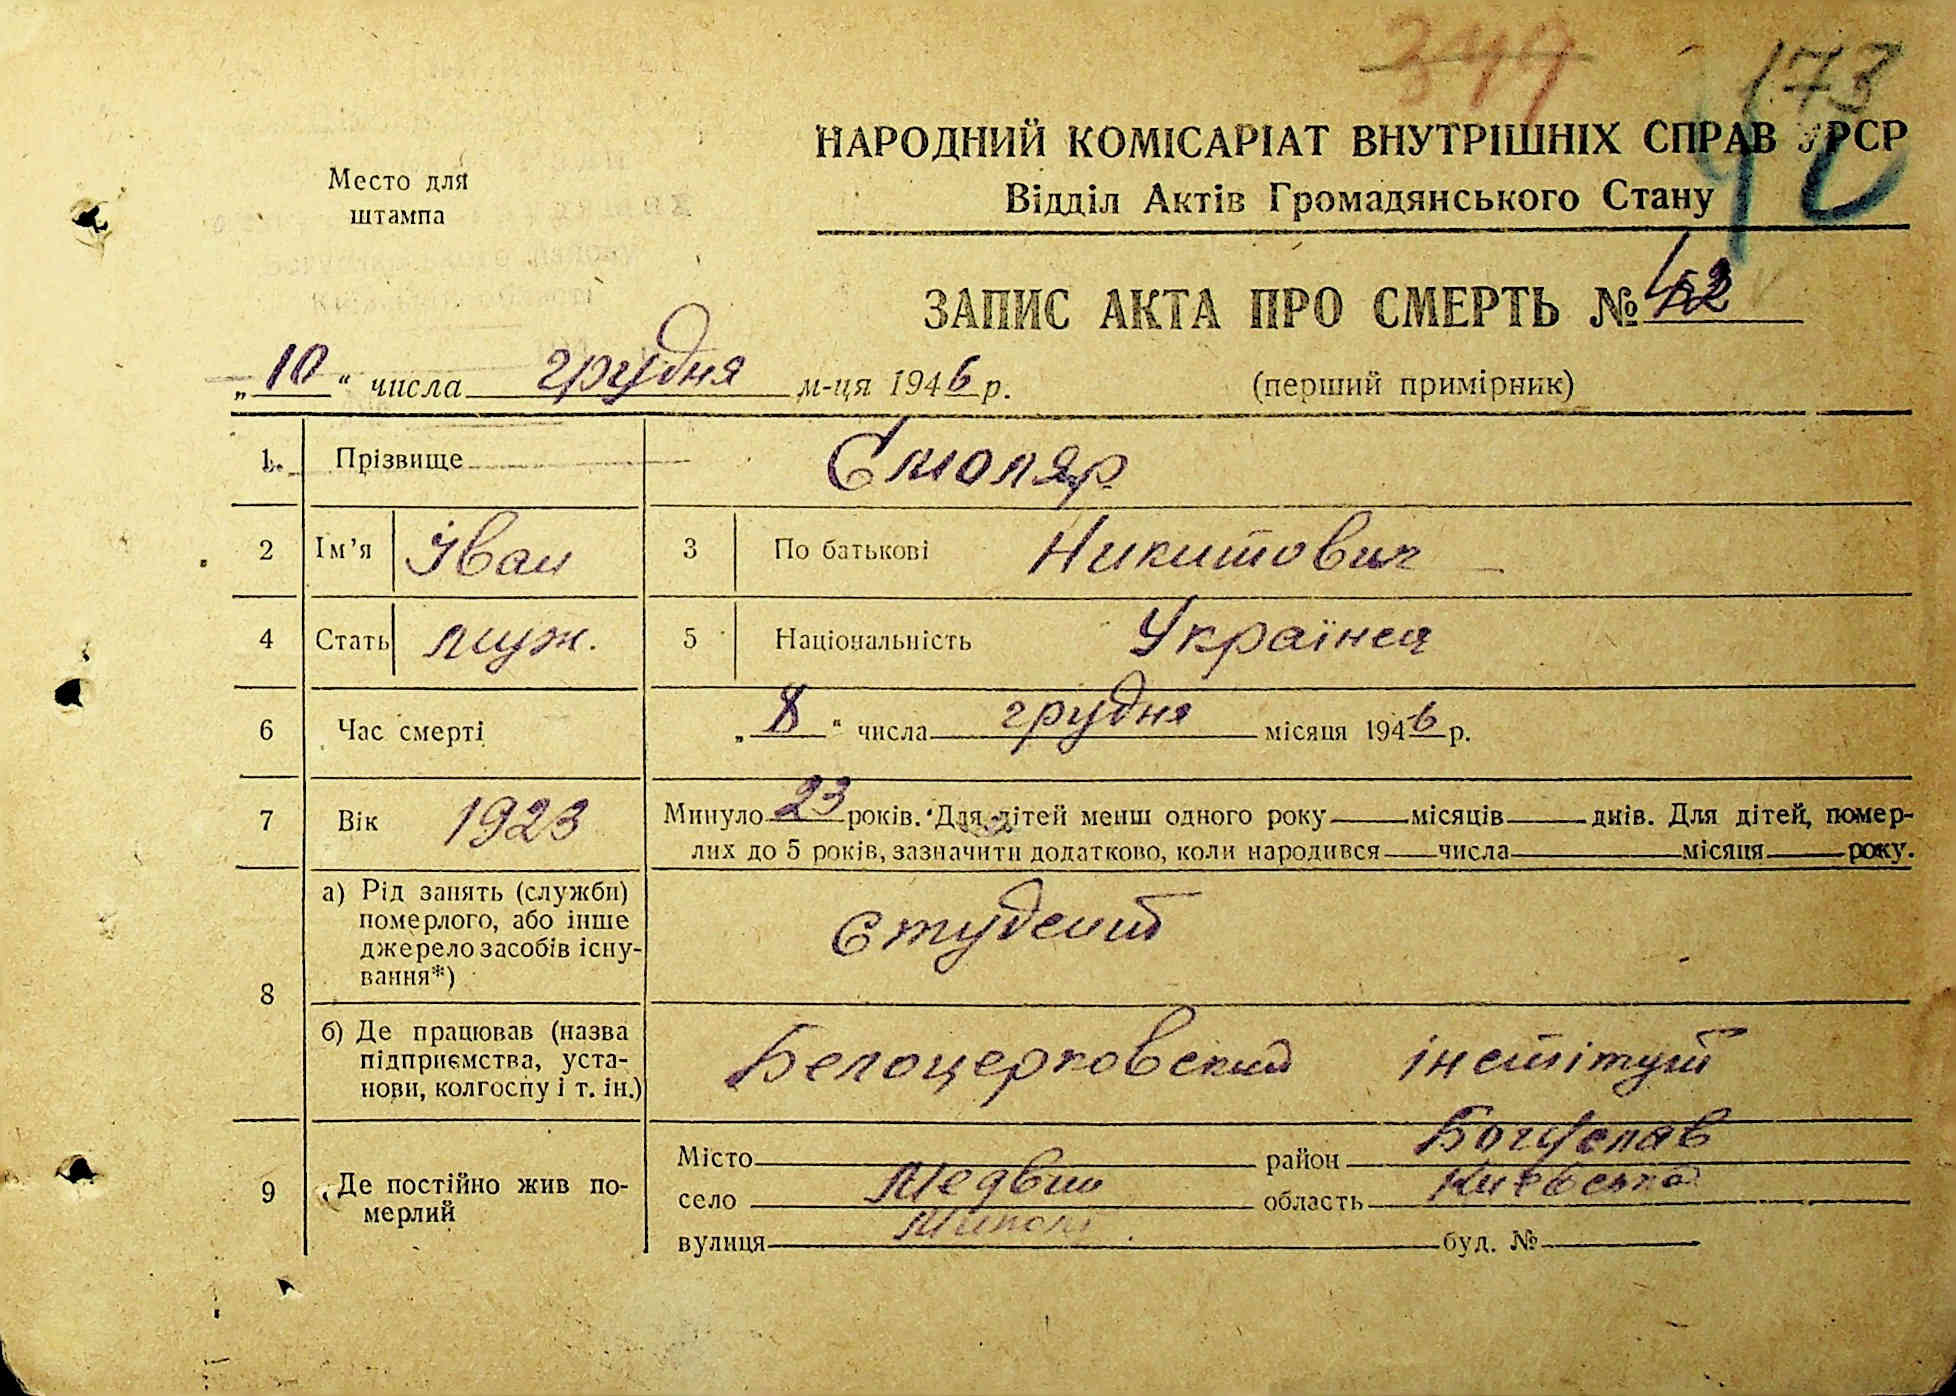 349
173
40
Место для
штампа
НАРОДНИЙ КОМІСАРІАТ ВНУТРІШНІХ СПРАВ УРСР
Відділ Актів Громадянського Стану
ЗАПИС АКТА ПРО СМЕРТЬ №
„10“ числа грудня м-ця 1946 р.
(перший примірник)
1. Прізвище Смоляр
2 Ім’я Іван 3 По батькові Никитович
4 Стать муж. 5 Національність Українец
6 Час смерті „8“ числа грудня місяця 1946 р.
7 Вік 1923 Минуло 23 років. Для дітей менш одного року місяців днів. Для дітей, помер-
лих до 5 років, зазначити додатково, коли народився числа місяця року.
8 а) Рід занять (служби)
померлого, або інше
джерело засобів існу-
вання*)
Студент
б) Де працював (назва
підприємства, уста-
нови, колгоспу і т. ін.)
Белоцерковский інститут
9 Де постійно жив по-
мерлий
Місто район Богуслав
село Медвин область Київська
вулиця буд. №